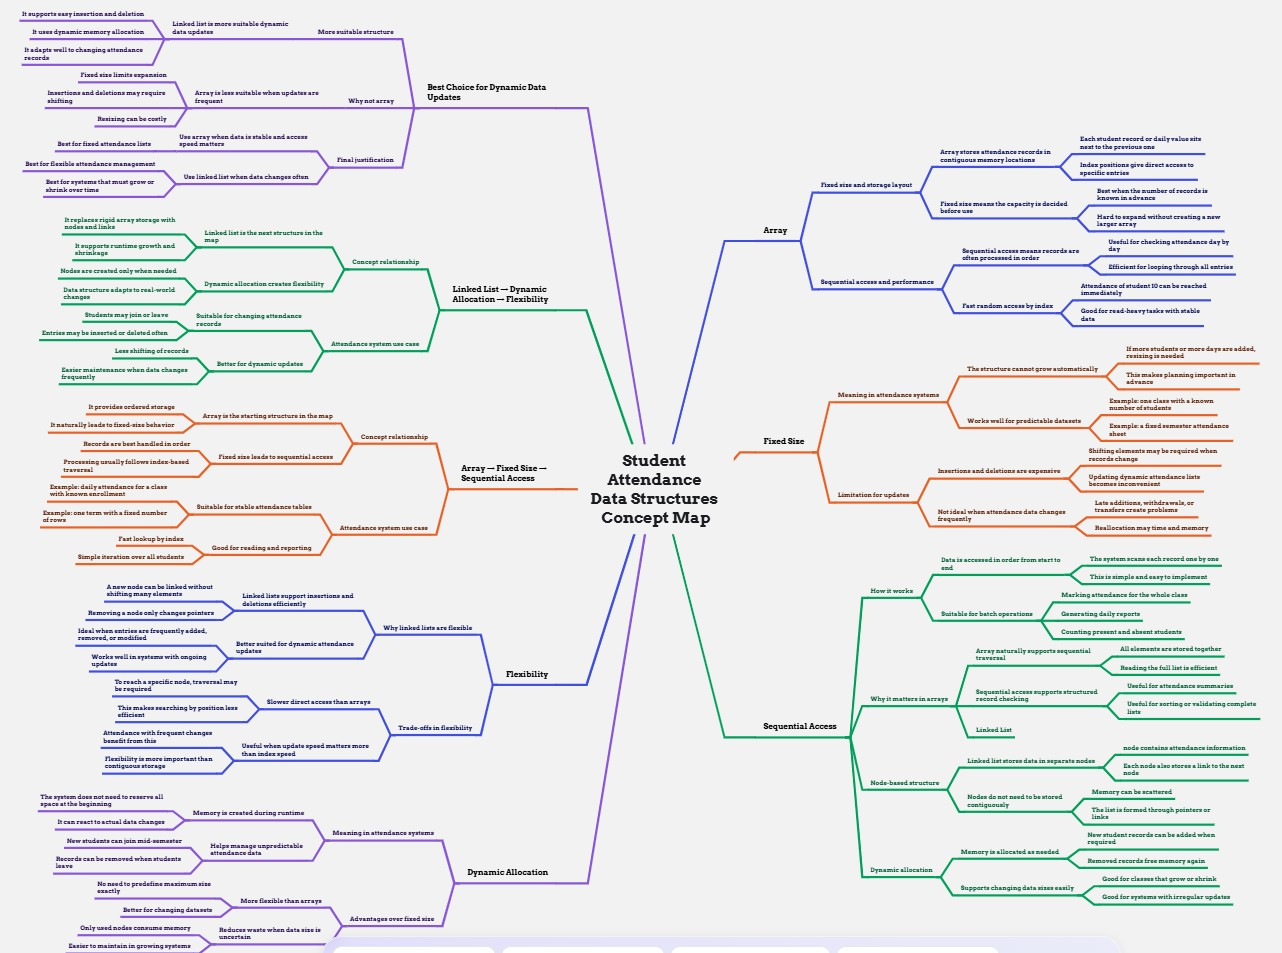 Student
Attendance
Data Structures
Concept Map
Best Choice for Dynamic Data
Updates
More suitable structure
Linked list is more suitable dynamic
data updates
It supports easy insertion and deletion
It uses dynamic memory allocation
It adapts well to changing attendance
records
Why not array
Array is less suitable when updates are
frequent
Fixed size limits expansion
Insertions and deletions may require
shifting
Resizing can be costly
Final justification
Use array when data is stable and access
speed matters
Best for fixed attendance lists
Use linked list when data changes often
Best for flexible attendance management
Best for systems that must grow or
shrink over time
Linked List → Dynamic
Allocation → Flexibility
Concept relationship
Linked list is the next structure in the
map
It replaces rigid array storage with
nodes and links
It supports runtime growth and
shrinkage
Dynamic allocation creates flexibility
Nodes are created only when needed
Data structure adapts to real-world
changes
Attendance system use case
Suitable for changing attendance
records
Students may join or leave
Entries may be inserted or deleted often
Better for dynamic updates
Less shifting of records
Easier maintenance when data changes
frequently
Array → Fixed Size →
Sequential Access
Concept relationship
Array is the starting structure in the map
It provides ordered storage
It naturally leads to fixed-size behavior
Fixed size leads to sequential access
Records are best handled in order
Processing usually follows index-based
traversal
Attendance system use case
Suitable for stable attendance tables
Example: daily attendance for a class
with known enrollment
Example: one term with a fixed number
of rows
Good for reading and reporting
Fast lookup by index
Simple iteration over all students
Flexibility
Why linked lists are flexible
Linked lists support insertions and
deletions efficiently
A new node can be linked without
shifting many elements
Removing a node only changes pointers
Better suited for dynamic attendance
updates
Ideal when entries are frequently added,
removed, or modified
Works well in systems with ongoing
updates
Trade-offs in flexibility
Slower direct access than arrays
To reach a specific node, traversal may
be required
This makes searching by position less
efficient
Useful when update speed matters more
than index speed
Attendance with frequent changes
benefit from this
Flexibility is more important than
contiguous storage
Dynamic Allocation
Meaning in attendance systems
Memory is created during runtime
The system does not need to reserve all
space at the beginning
It can react to actual data changes
Helps manage unpredictable
attendance data
New students can join mid-semester
Records can be removed when students
leave
Advantages over fixed size
More flexible than arrays
No need to predefine maximum size
exactly
Better for changing datasets
Reduces waste when data size is
uncertain
Only used nodes consume memory
Easier to maintain in growing systems
Array
Fixed size and storage layout
Array stores attendance records in
contiguous memory locations
Each student record or daily value sits
next to the previous one
Index positions give direct access to
specific entries
Fixed size means the capacity is decided
before use
Best when the number of records is
known in advance
Hard to expand without creating a new
larger array
Sequential access and performance
Sequential access means records are
often processed in order
Useful for checking attendance day by
day
Efficient for looping through all entries
Fast random access by index
Attendance of student 10 can be reached
immediately
Good for read-heavy tasks with stable
data
Fixed Size
Meaning in attendance systems
The structure cannot grow automatically
If more students or more days are added,
resizing is needed
This makes planning important in
advance
Works well for predictable datasets
Example: one class with a known
number of students
Example: a fixed semester attendance
sheet
Limitation for updates
Insertions and deletions are expensive
Shifting elements may be required when
records change
Updating dynamic attendance lists
becomes inconvenient
Not ideal when attendance data changes
frequently
Late additions, withdrawals, or
transfers create problems
Reallocation may time and memory
Sequential Access
How it works
Data is accessed in order from start to
end
The system scans each record one by one
This is simple and easy to implement
Suitable for batch operations
Marking attendance for the whole class
Generating daily reports
Counting present and absent students
Why it matters in arrays
Array naturally supports sequential
traversal
All elements are stored together
Reading the full list is efficient
Sequential access supports structured
record checking
Useful for attendance summaries
Useful for sorting or validating complete
lists
Linked List
Node-based structure
Linked list stores data in separate nodes
node contains attendance information
Each node also stores a link to the next
node
Nodes do not need to be stored
contiguously
Memory can be scattered
The list is formed through pointers or
links
Dynamic allocation
Memory is allocated as needed
New student records can be added when
required
Removed records free memory again
Supports changing data sizes easily
Good for classes that grow or shrink
Good for systems with irregular updates